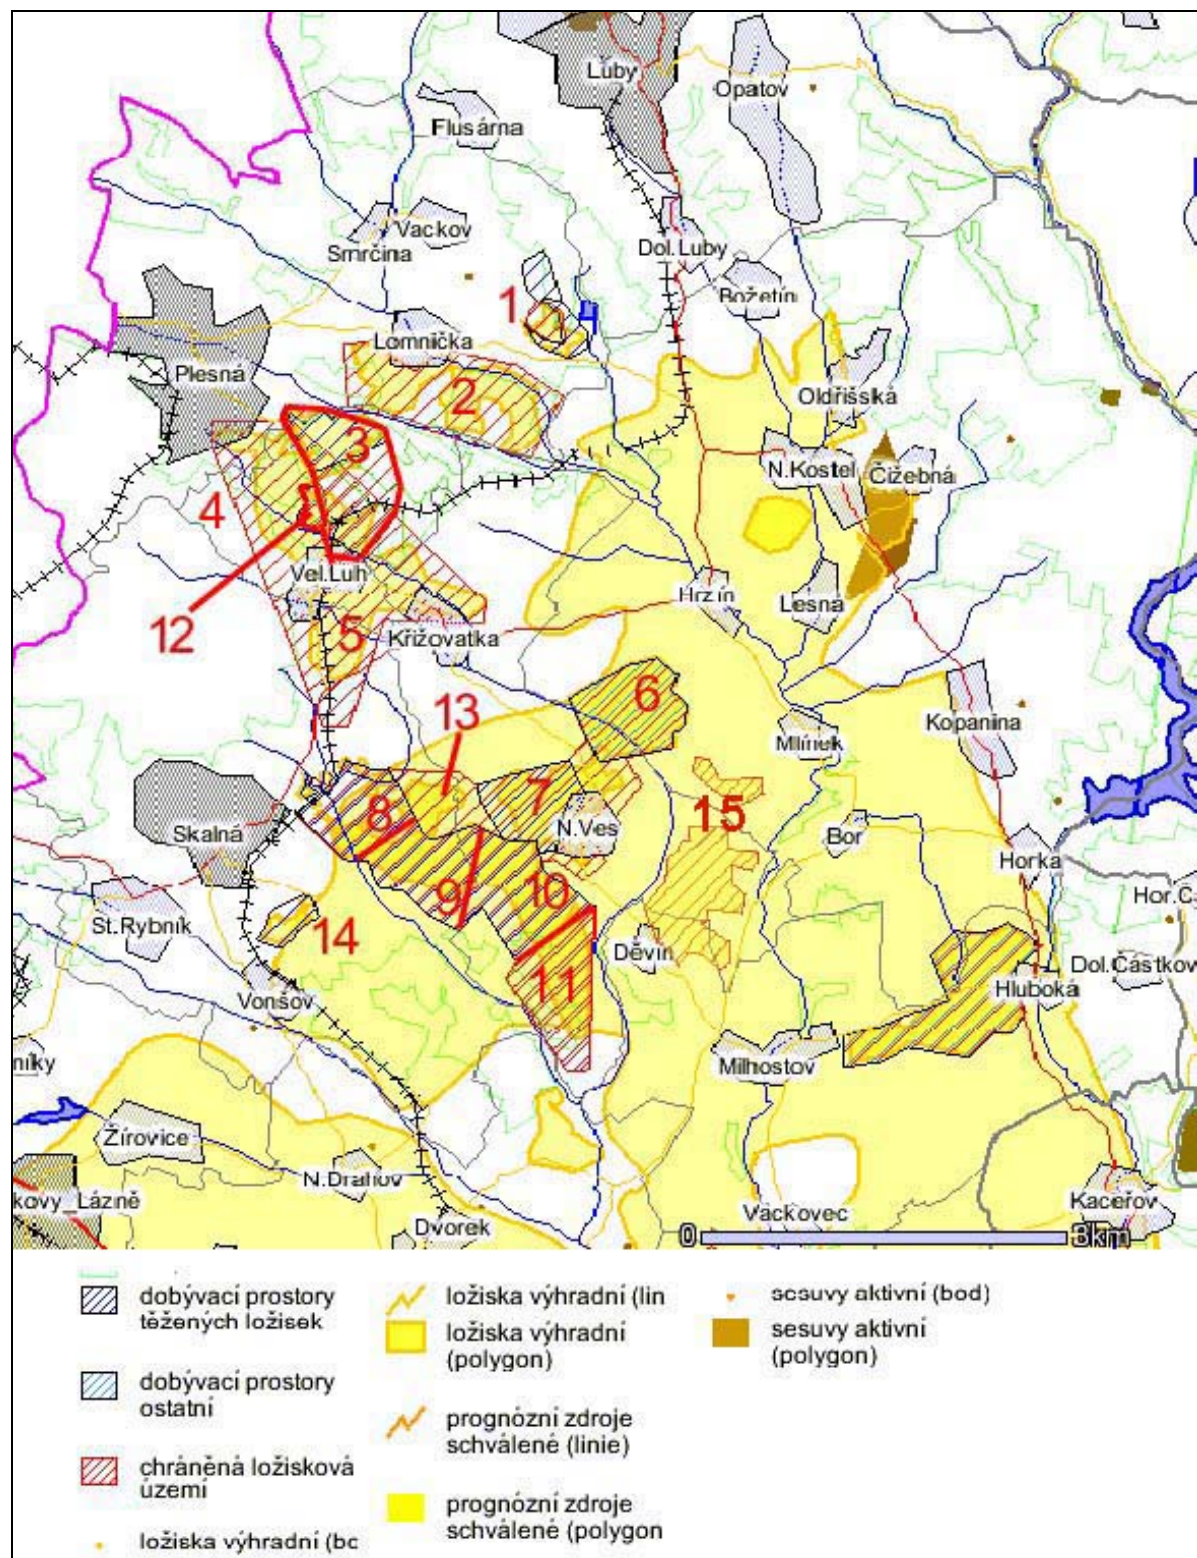 Luby
Opatov
Flusárna
Vackov
Smrčina
Dol.Luby
Božetín
1
Lomnička
Plesná
2
Oldřišská
3
N.Kostel
Čižebná
4
Vel.Luh
12
Hrzín
Lesná
5
Křižovatka
6
13
Kopanina
Mlínek
7
15
8
Skalná
N.Ves
Bor
Horka
9
10
Hor.Č
St.Rybník
14
Děvín
Dol.Částkov
11
Hluboká
Vonšov
Milhostov
níky
Žírovice
N.Drahov
kovy_Lázně
Kaceřov
Dvorek
Vackovec
0
3km
dobývací prostory
těžených ložisek
dobývací prostory
ostatní
chráněná ložisková
území
ložiska výhradní (bo
ložiska výhradní (lin
ložiska výhradní
(polygon)
prognózní zdroje
schválené (linie)
prognózní zdroje
schválené (polygon
sesuvy aktivní (bod)
sesuvy aktivní
(polygon)